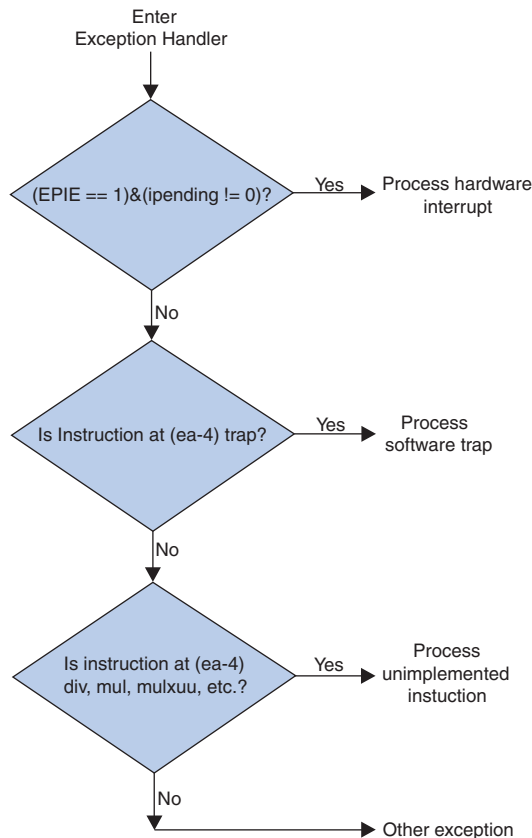 Enter
Exception Handler
(EPIE == 1)&(ipending != 0)?
Yes
Process hardware
interrupt
No
Is Instruction at (ea-4) trap?
Yes
Process
software trap
No
Is instruction at (ea-4)
div, mul, mulxuu, etc.?
Yes
Process
unimplemented
instuction
No
Other exception